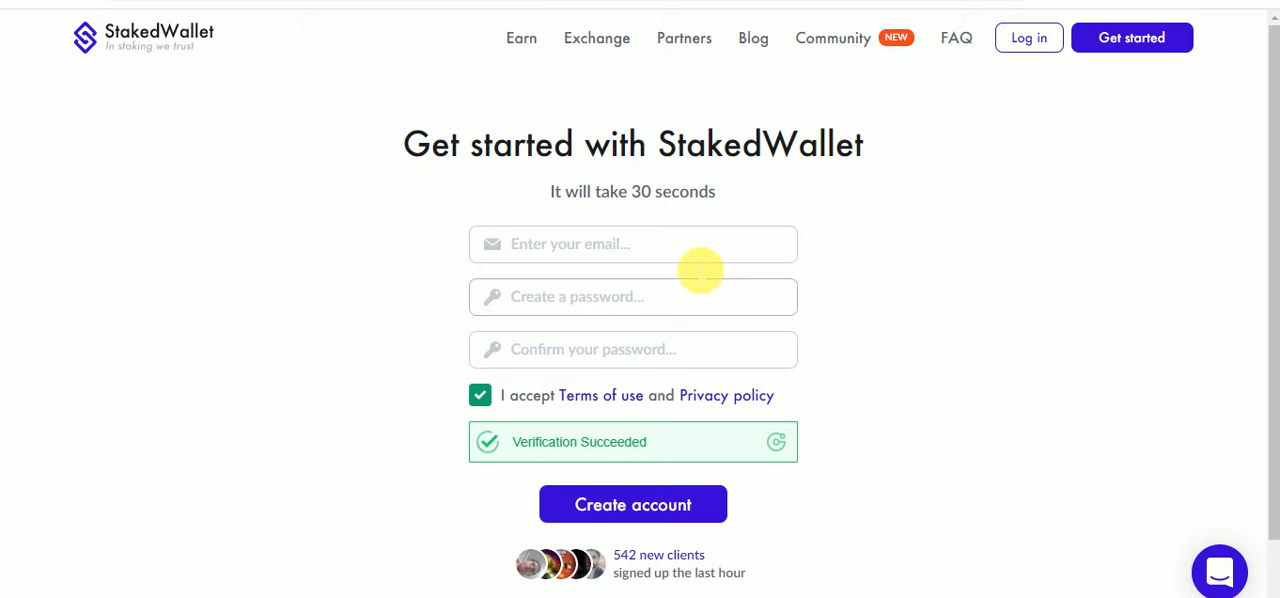 StakedWallet
In staking we trust
Earn Exchange Partners Blog Community NEW FAQ Log in Get started
Get started with StakedWallet
It will take 30 seconds
Enter your email...
Create a password...
Confirm your password...
I accept Terms of use and Privacy policy
Verification Succeeded
Create account
542 new clients
signed up the last hour